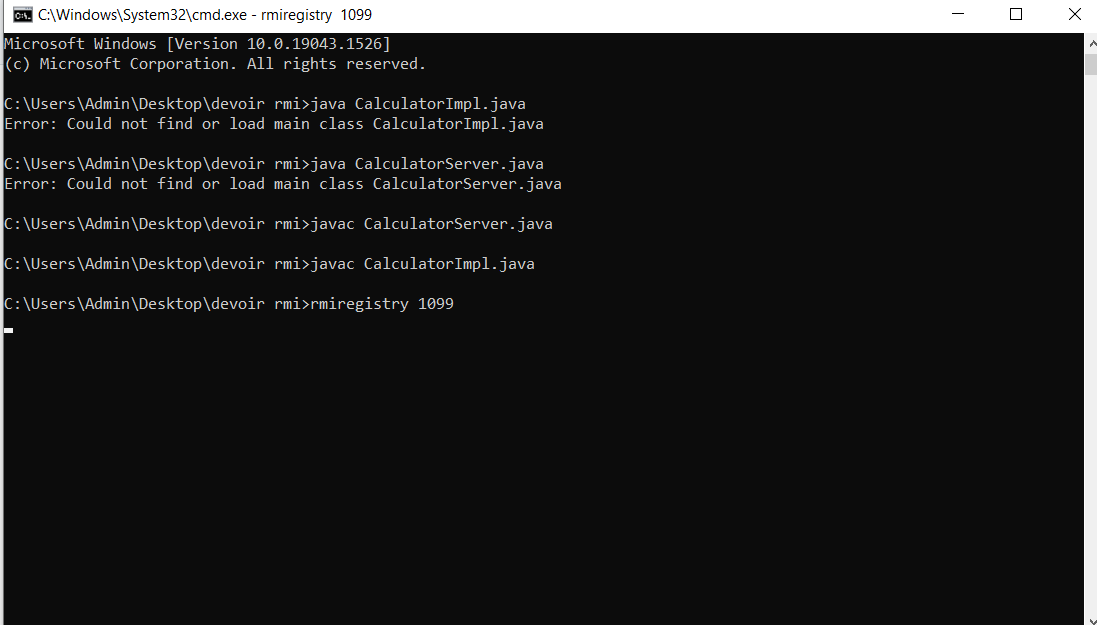 C:\Windows\System32\cmd.exe - rmiregistry  1099
Microsoft Windows [Version 10.0.19043.1526]
(c) Microsoft Corporation. All rights reserved.
C:\Users\Admin\Desktop\devoir rmi>java CalculatorImpl.java
Error: Could not find or load main class CalculatorImpl.java
C:\Users\Admin\Desktop\devoir rmi>java CalculatorServer.java
Error: Could not find or load main class CalculatorServer.java
C:\Users\Admin\Desktop\devoir rmi>javac CalculatorServer.java
C:\Users\Admin\Desktop\devoir rmi>javac CalculatorImpl.java
C:\Users\Admin\Desktop\devoir rmi>rmiregistry 1099